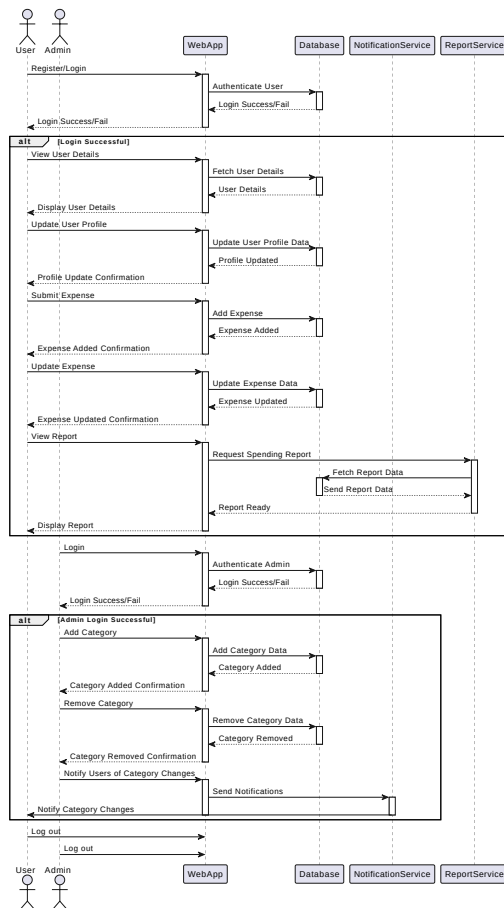 User Admin WebApp Database NotificationService ReportService
Register/Login
Authenticate User
Login Success/Fail
Login Success/Fail
alt [Login Successful]
View User Details
Fetch User Details
User Details
Display User Details
Update User Profile
Update User Profile Data
Profile Updated
Profile Update Confirmation
Submit Expense
Add Expense
Expense Added
Expense Added Confirmation
Update Expense
Update Expense Data
Expense Updated
Expense Updated Confirmation
View Report
Request Spending Report
Fetch Report Data
Send Report Data
Report Ready
Display Report
Login
Authenticate Admin
Login Success/Fail
Login Success/Fail
alt [Admin Login Successful]
Add Category
Add Category Data
Category Added
Category Added Confirmation
Remove Category
Remove Category Data
Category Removed
Category Removed Confirmation
Notify Users of Category Changes
Send Notifications
Notify Category Changes
Log out
Log out
User Admin WebApp Database NotificationService ReportService